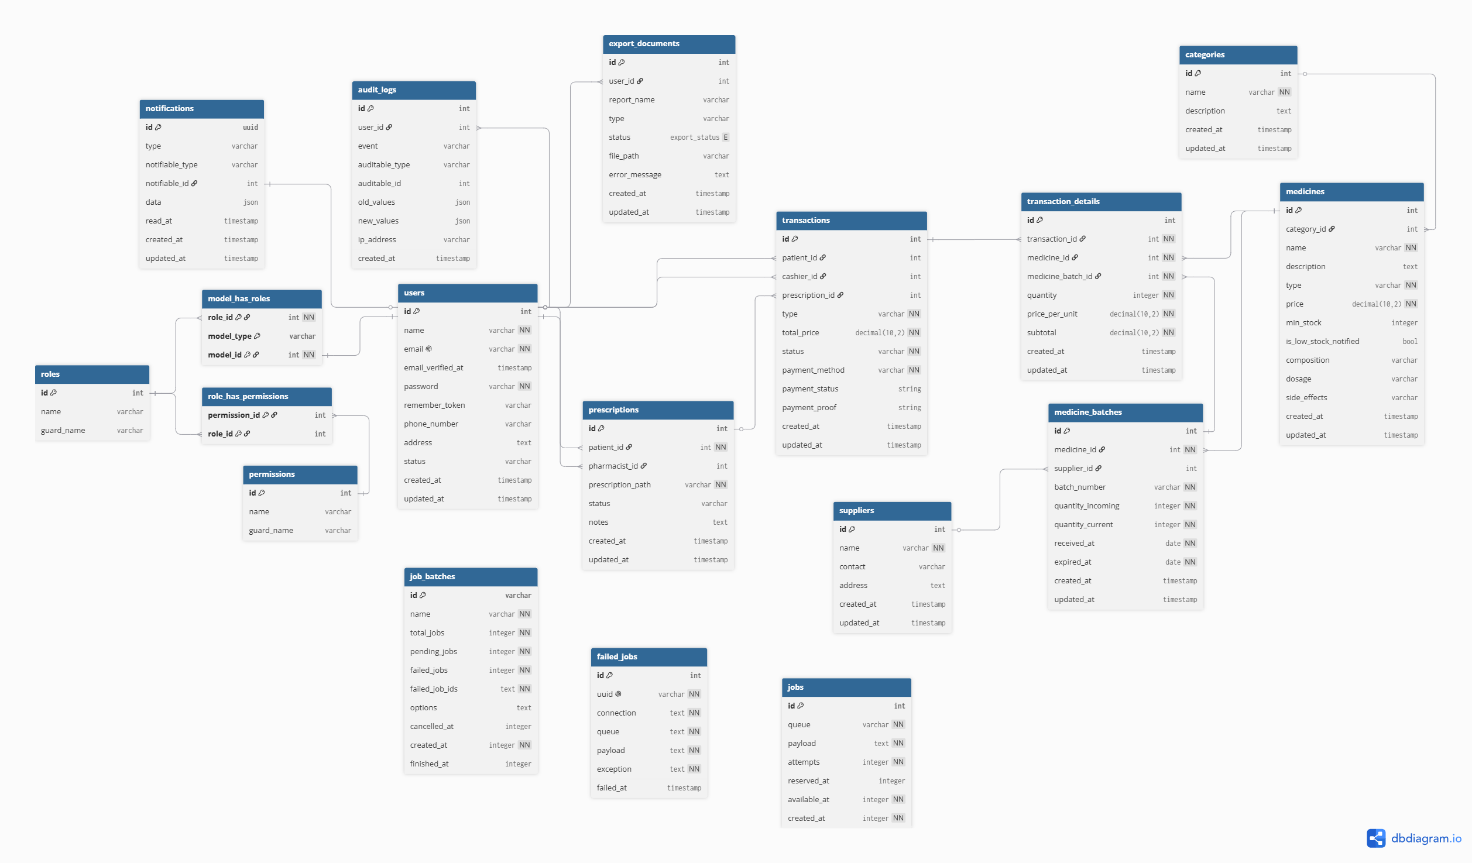 export_documents
id int
user_id int
report_name varchar
type varchar
status export_status E
file_path varchar
error_message text
created_at timestamp
updated_at timestamp
categories
id int
name varchar NN
description text
created_at timestamp
updated_at timestamp
audit_logs
id int
user_id int
event varchar
auditable_type varchar
auditable_id int
old_values json
new_values json
ip_address varchar
created_at timestamp
notifications
id uuid
type varchar
notifiable_type varchar
notifiable_id int
data json
read_at timestamp
created_at timestamp
updated_at timestamp
medicines
id int
category_id int
name varchar NN
description text
type varchar NN
price decimal(10,2) NN
min_stock integer
is_low_stock_notified bool
composition varchar
dosage varchar
side_effects varchar
created_at timestamp
updated_at timestamp
transaction_details
id int
transaction_id int NN
medicine_id int NN
medicine_batch_id int NN
quantity integer NN
price_per_unit decimal(10,2) NN
subtotal decimal(10,2) NN
created_at timestamp
updated_at timestamp
transactions
id int
patient_id int
cashier_id int
prescription_id int
type varchar NN
total_price decimal(10,2) NN
status varchar NN
payment_method varchar NN
payment_status string
payment_proof string
created_at timestamp
updated_at timestamp
users
id int
name varchar NN
email varchar NN
email_verified_at timestamp
password varchar NN
remember_token varchar
phone_number varchar
address text
status varchar
created_at timestamp
updated_at timestamp
model_has_roles
role_id int NN
model_type varchar
model_id int NN
roles
id int
name varchar
guard_name varchar
role_has_permissions
permission_id int
role_id int
permissions
id int
name varchar
guard_name varchar
prescriptions
id int
patient_id int NN
pharmacist_id int
prescription_path varchar NN
status varchar
notes text
created_at timestamp
updated_at timestamp
medicine_batches
id int
medicine_id int NN
supplier_id int
batch_number varchar NN
quantity_incoming integer NN
quantity_current integer NN
received_at date NN
expired_at date NN
created_at timestamp
updated_at timestamp
suppliers
id int
name varchar NN
contact varchar
address text
created_at timestamp
updated_at timestamp
job_batches
id varchar
name varchar NN
total_jobs integer NN
pending_jobs integer NN
failed_jobs integer NN
failed_job_ids text NN
options text
cancelled_at integer
created_at integer NN
finished_at integer
failed_jobs
id int
uuid varchar NN
connection text NN
queue text NN
payload text NN
exception text NN
failed_at timestamp
jobs
id int
queue varchar NN
payload text NN
attempts integer NN
reserved_at integer
available_at integer NN
created_at integer NN
dbdiagram.io